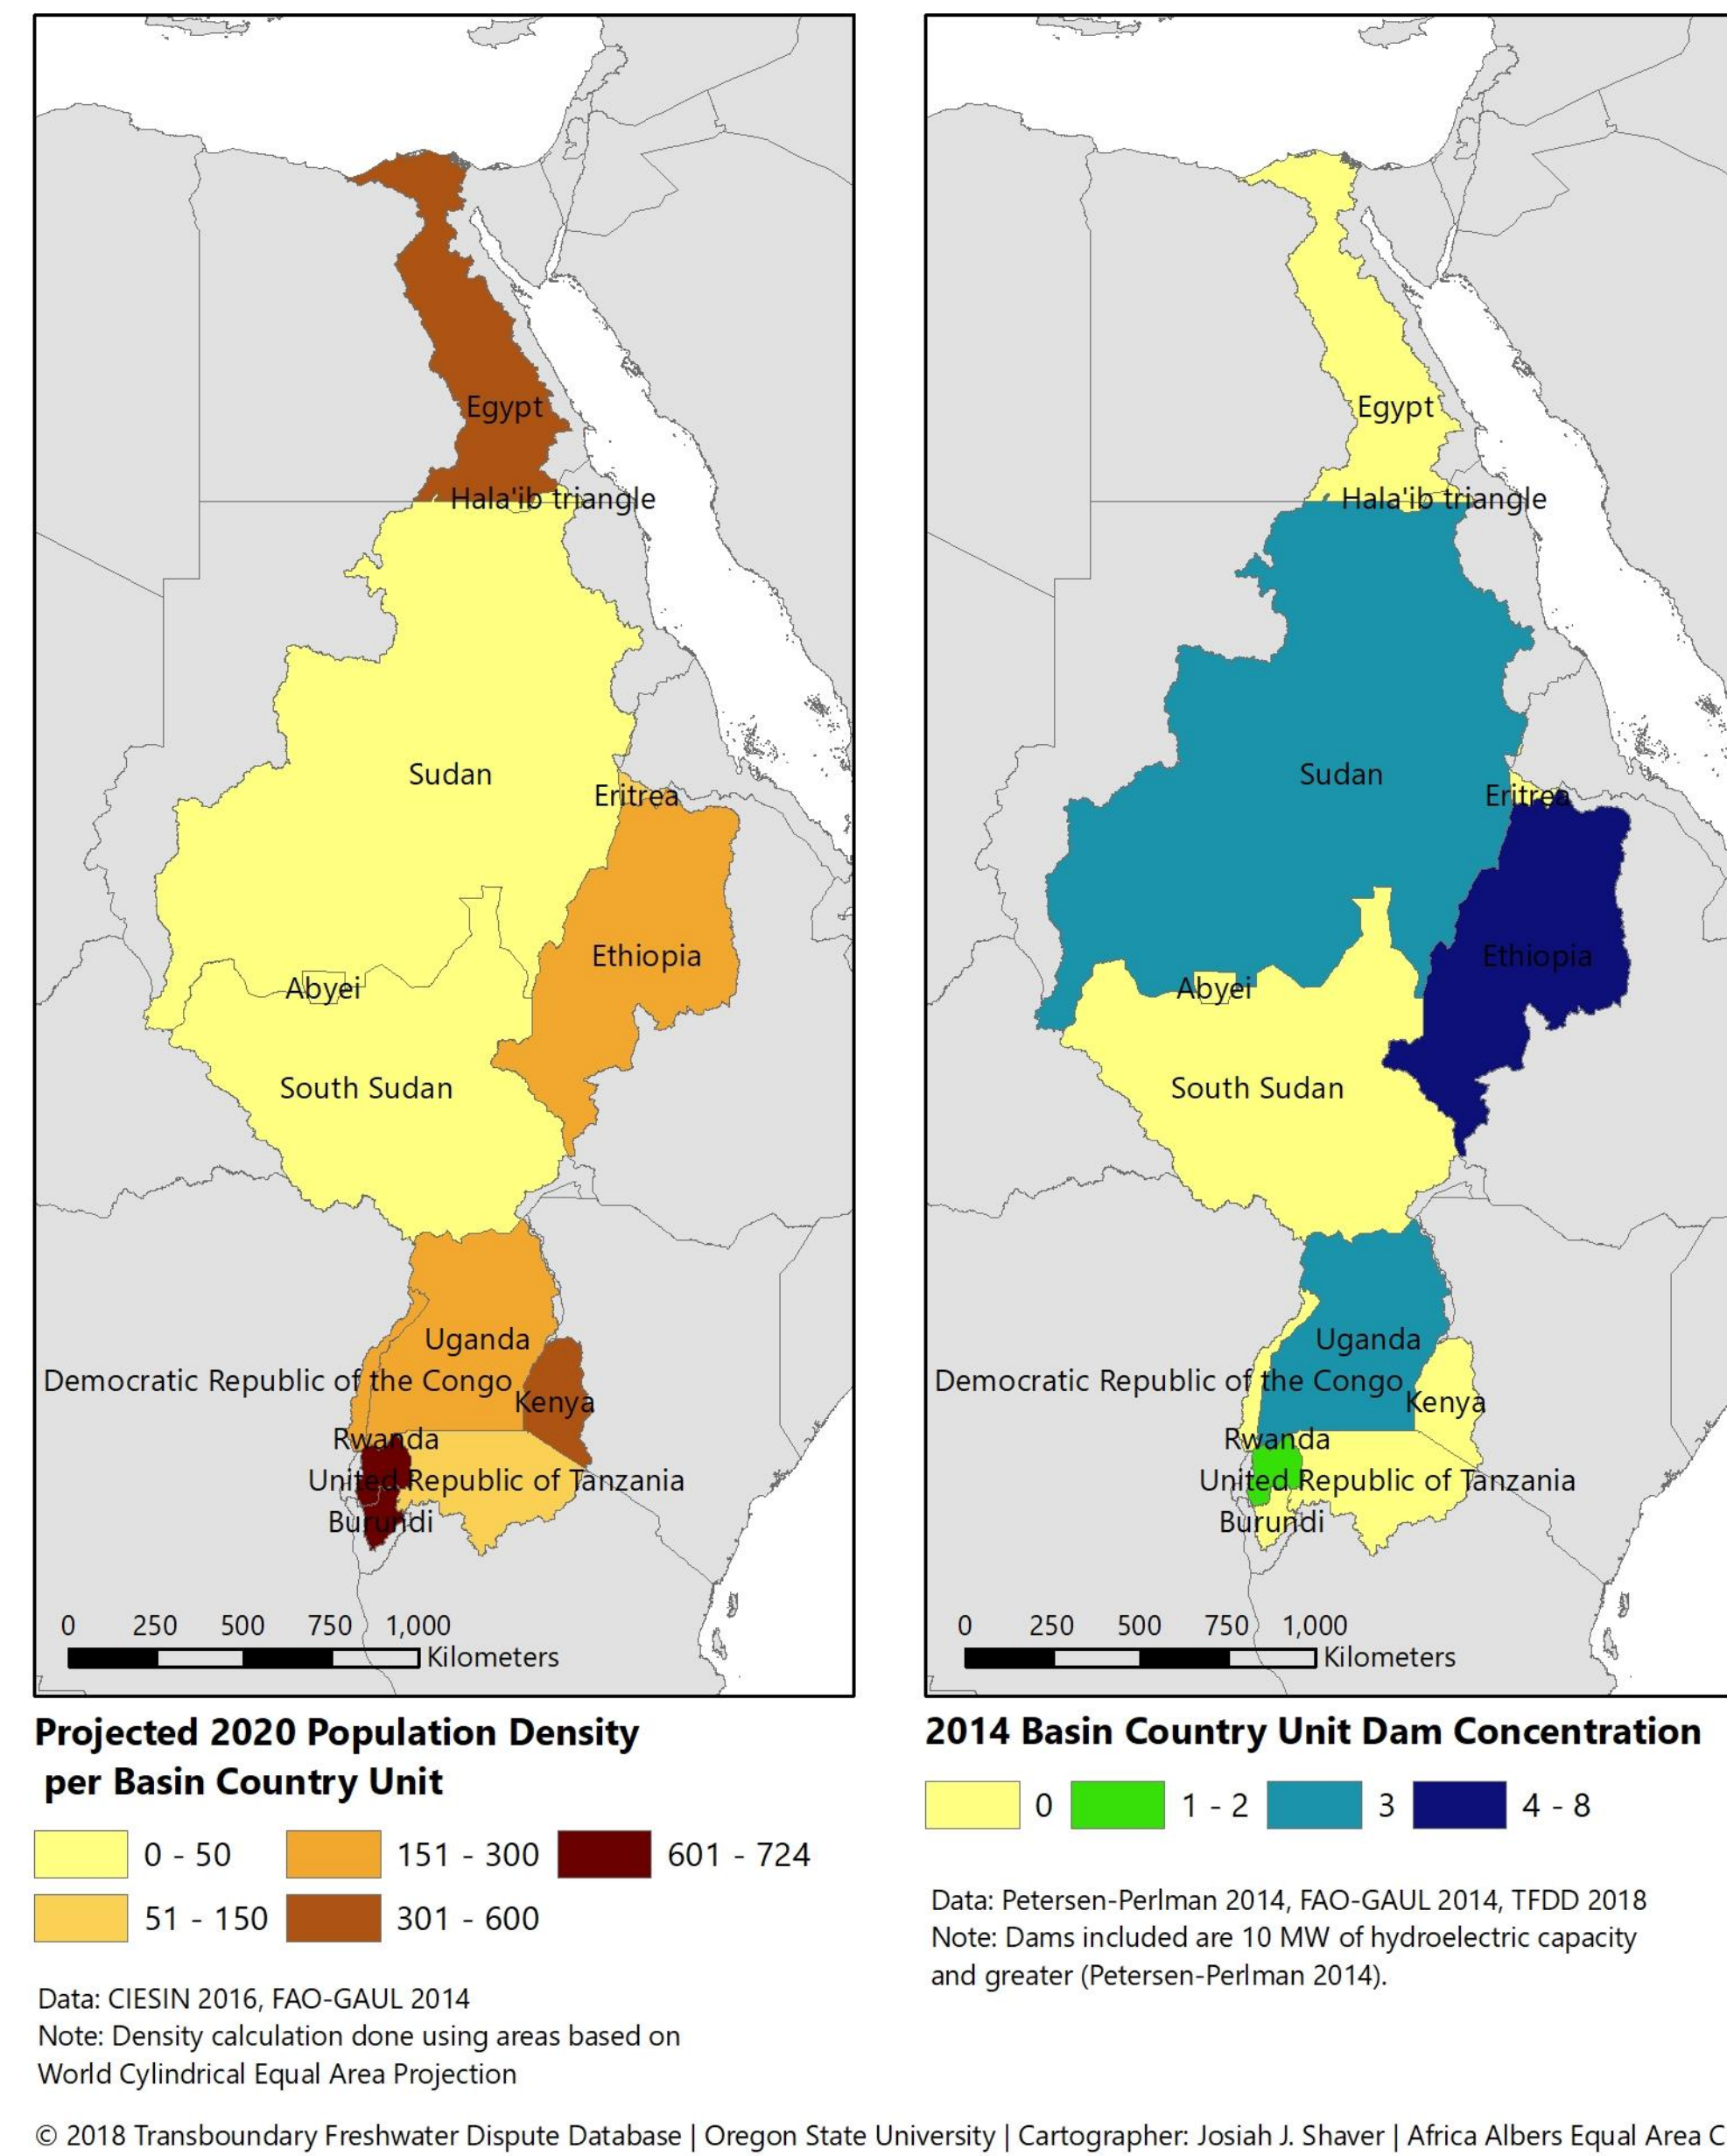 Egypt
Hala'ib triangle
Sudan
Eritrea
Ethiopia
Abyei
South Sudan
Uganda
Democratic Republic of the Congo
Kenya
Rwanda
United Republic of Tanzania
Burundi
0 250 500 750 1,000
Kilometers
Projected 2020 Population Density
per Basin Country Unit
0 - 50 151 - 300 601 - 724
51 - 150 301 - 600
Data: CIESIN 2016, FAO-GAUL 2014
Note: Density calculation done using areas based on
World Cylindrical Equal Area Projection
Egypt
Hala'ib triangle
Sudan
Eritrea
Ethiopia
Abyei
South Sudan
Uganda
Democratic Republic of the Congo
Kenya
Rwanda
United Republic of Tanzania
Burundi
0 250 500 750 1,000
Kilometers
2014 Basin Country Unit Dam Concentration
0 1 - 2 3 4 - 8
Data: Petersen-Perlman 2014, FAO-GAUL 2014, TFDD 2018
Note: Dams included are 10 MW of hydroelectric capacity
and greater (Petersen-Perlman 2014).
© 2018 Transboundary Freshwater Dispute Database | Oregon State University | Cartographer: Josiah J. Shaver | Africa Albers Equal Area C